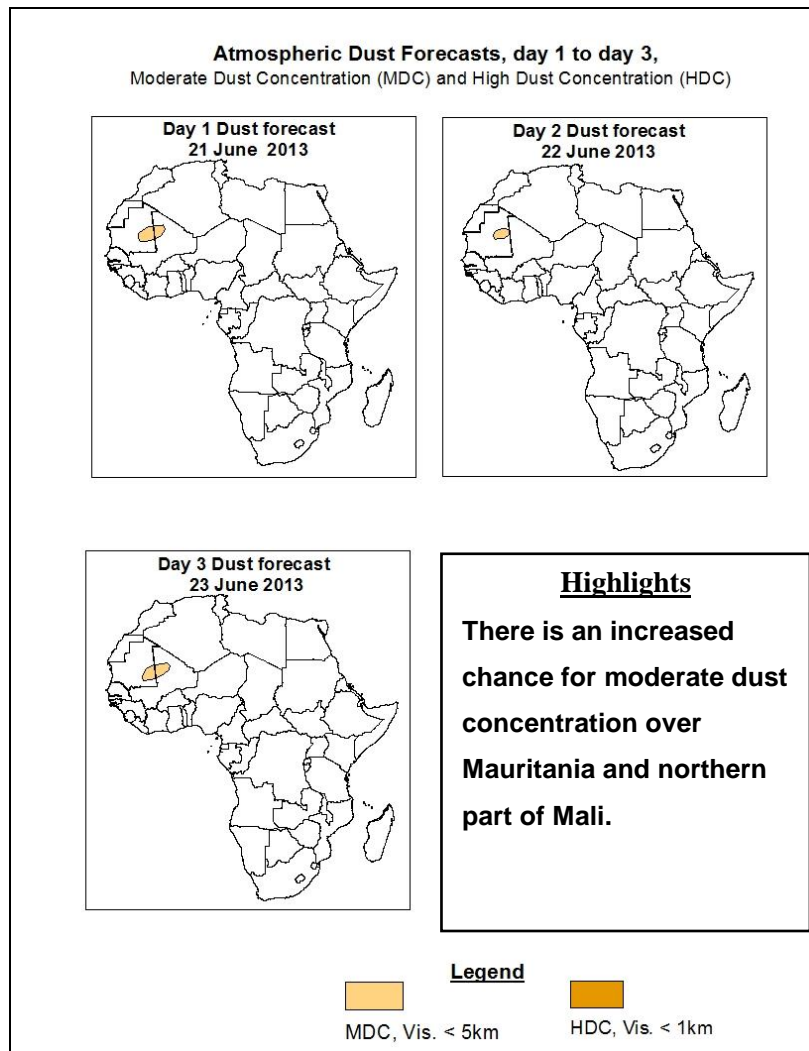 Atmospheric Dust Forecasts, day 1 to day 3,
Moderate Dust Concentration (MDC) and High Dust Concentration (HDC)
Day 1 Dust forecast
21 June 2013
Day 2 Dust forecast
22 June 2013
Day 3 Dust forecast
23 June 2013
Highlights
There is an increased
chance for moderate dust
concentration over
Mauritania and northern
part of Mali.
Legend
MDC, Vis. < 5km
HDC, Vis. < 1km